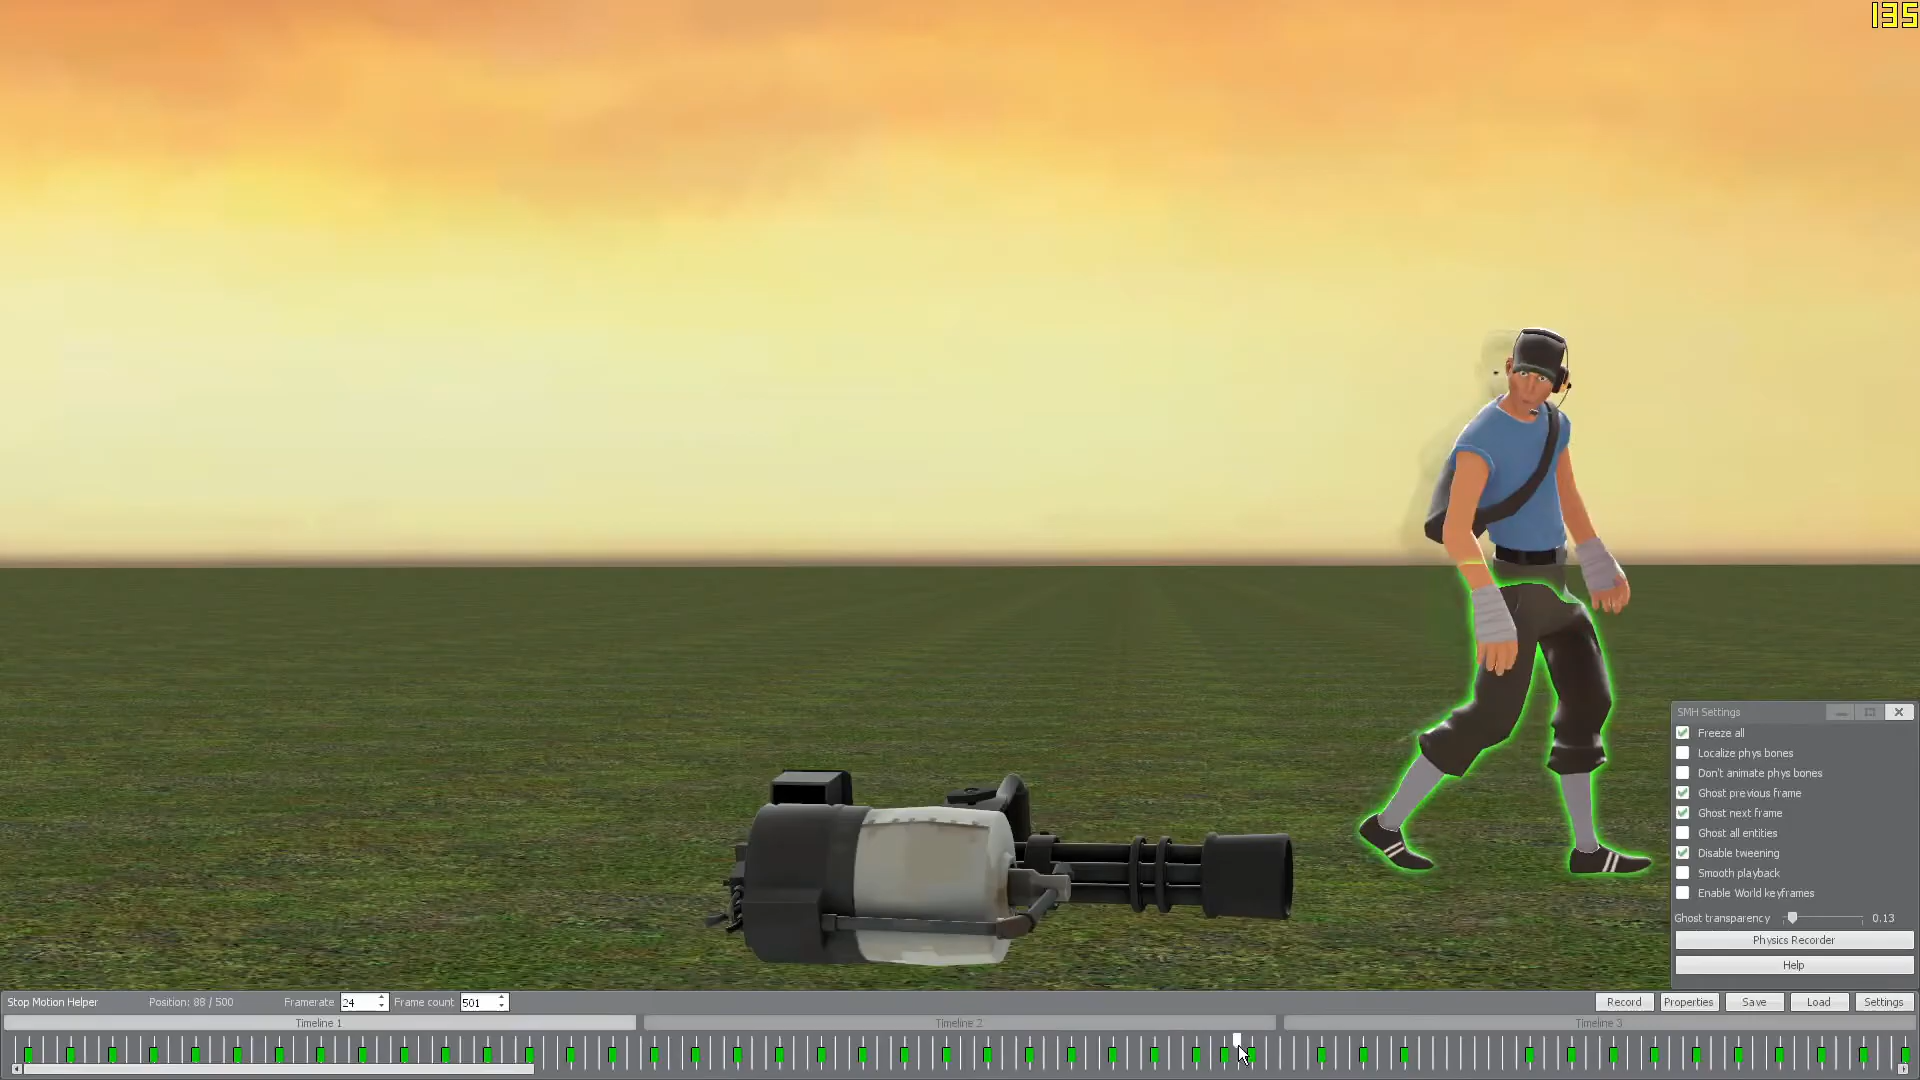 135
SMH Settings
Freeze all
Localize phys bones
Don't animate phys bones
Ghost previous frame
Ghost next frame
Ghost all entities
Disable tweening
Smooth playback
Enable World keyframes
Ghost transparency 0.13
Physics Recorder
Help
Stop Motion Helper Position: 88 / 500 Framerate 24 Frame count 501 Record Properties Save Load Settings
Timeline 1 Timeline 2 Timeline 3